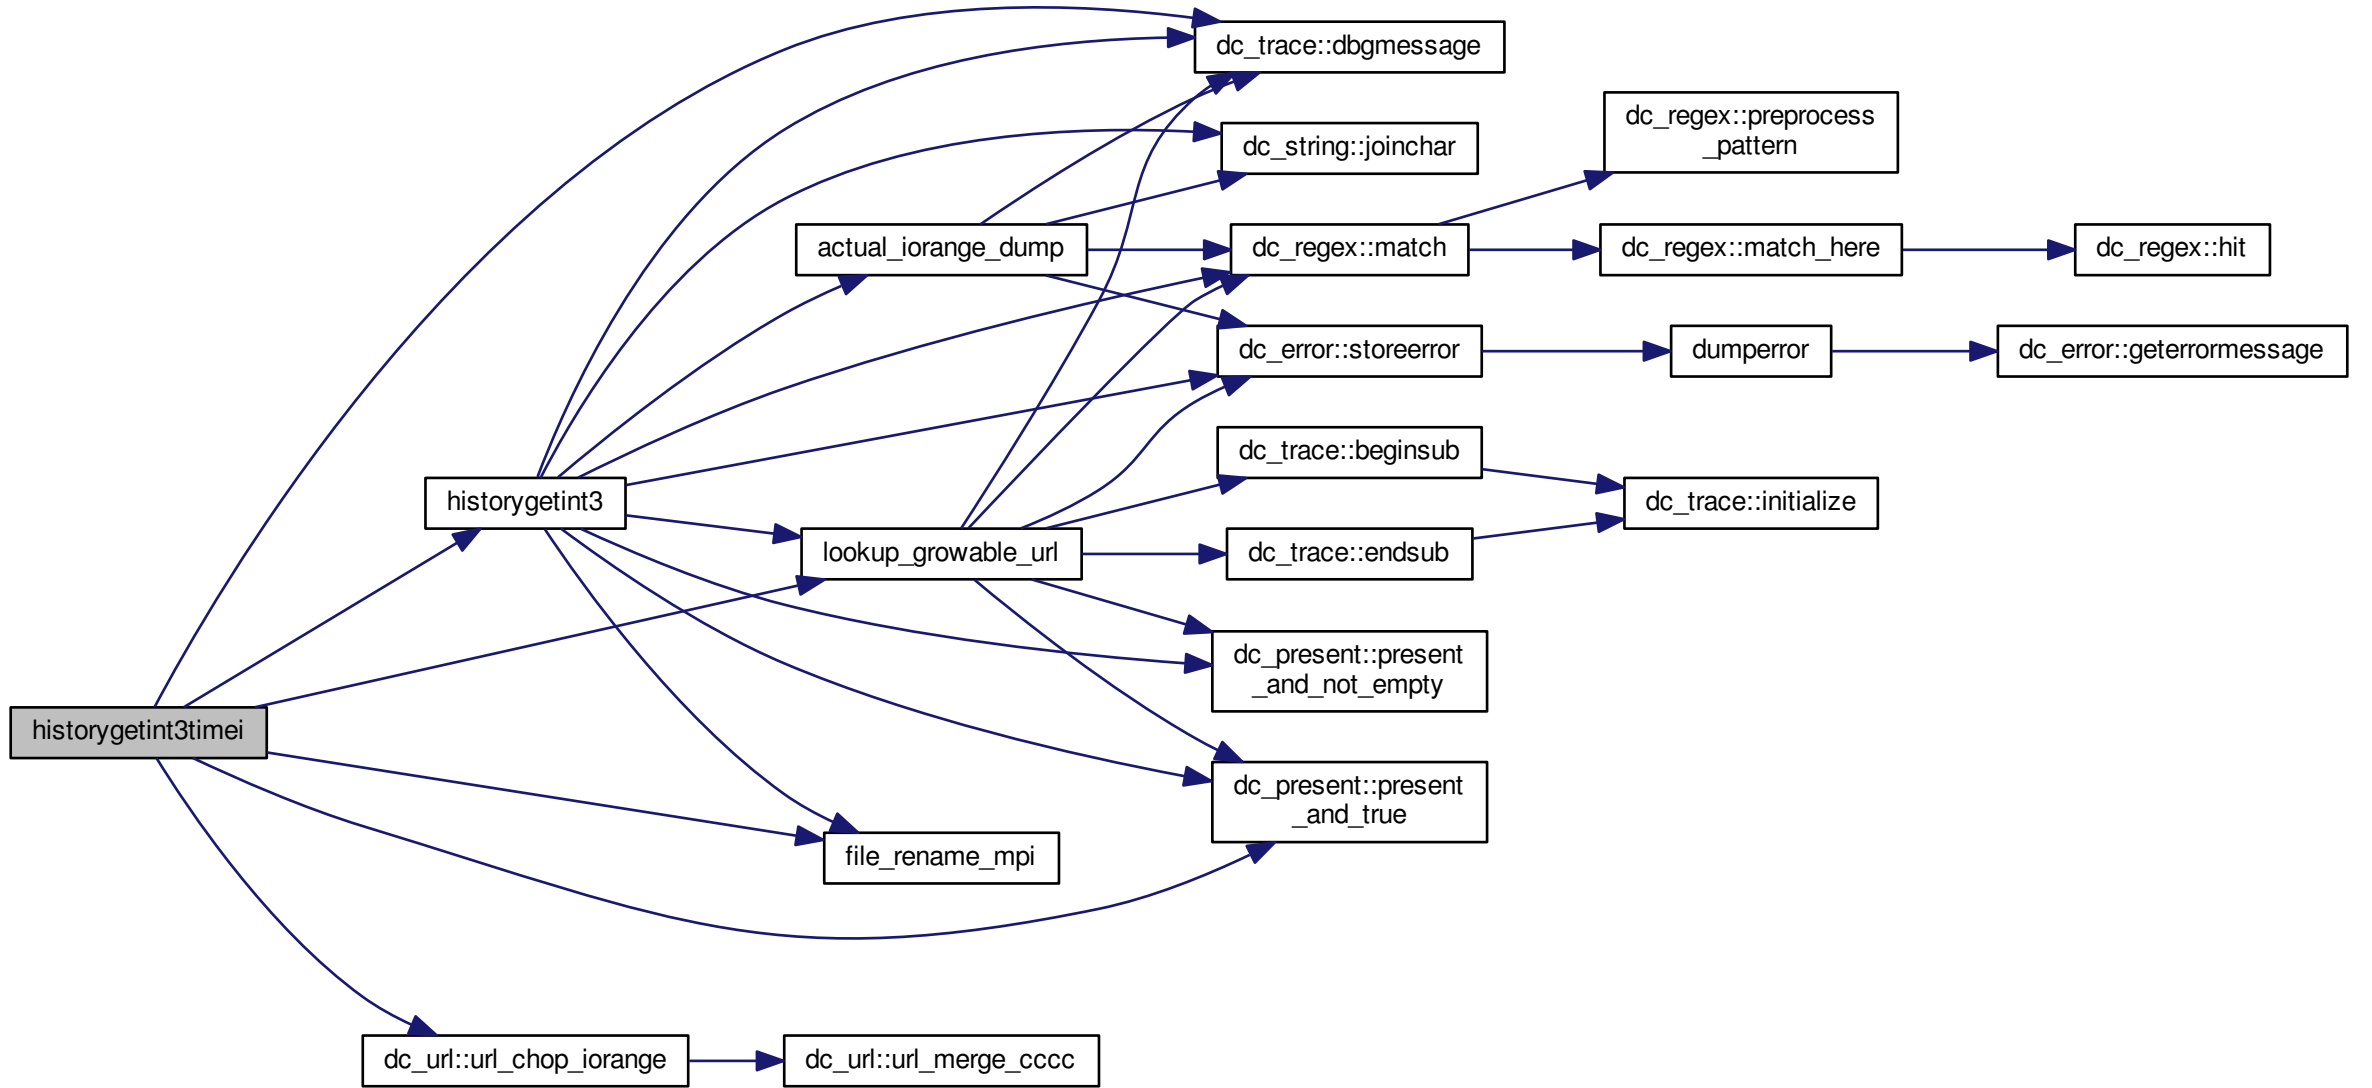 dc_trace::dbgmessage
dc_regex::preprocess
_pattern
dc_string::joinchar
actual_iorange_dump
dc_regex::match
dc_regex::match_here
dc_regex::hit
dc_error::storeerror
dumperror
dc_error::geterrormessage
dc_trace::beginsub
historygetint3
dc_trace::initialize
lookup_growable_url
dc_trace::endsub
dc_present::present
_and_not_empty
historygetint3timei
dc_present::present
_and_true
file_rename_mpi
dc_url::url_chop_iorange
dc_url::url_merge_cccc